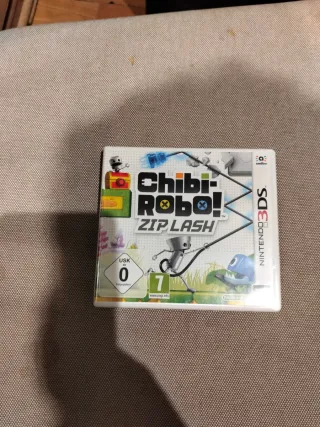 Chibi-
Robo!
ZIP LASH
NINTENDO 3DS
USK
0
7